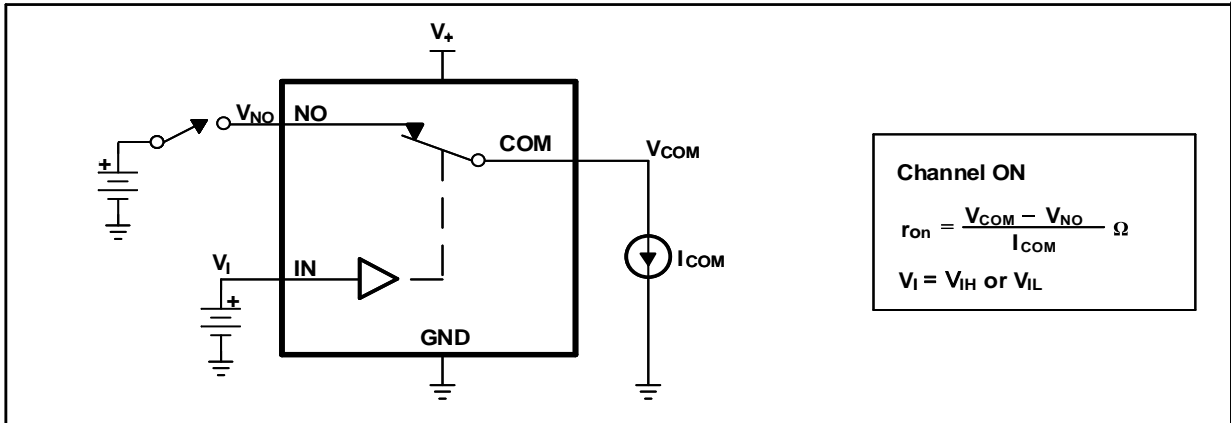 V+
VNO NO
COM
VCOM
+
VI
IN
+
ICOM
GND
Channel ON
ron = VCOM – VNO / ICOM Ω
VI = VIH or VIL